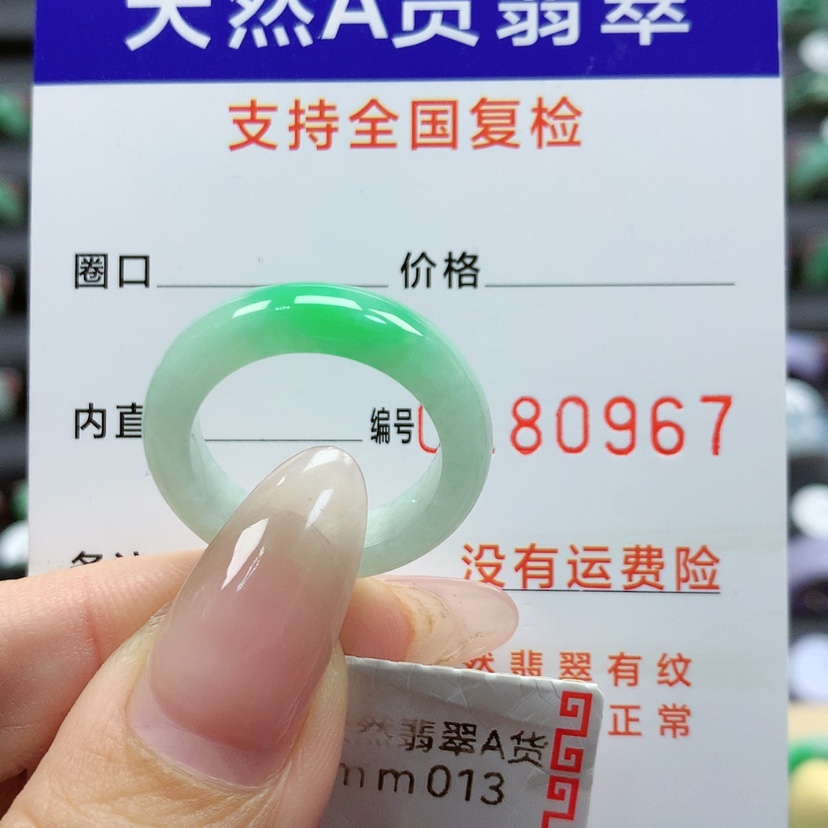 天然A货翡翠
支持全国复检
圈口 价格
内直 编号 80967
没有运费险
然翡翠有纹
正常
然翡翠A货
mm013